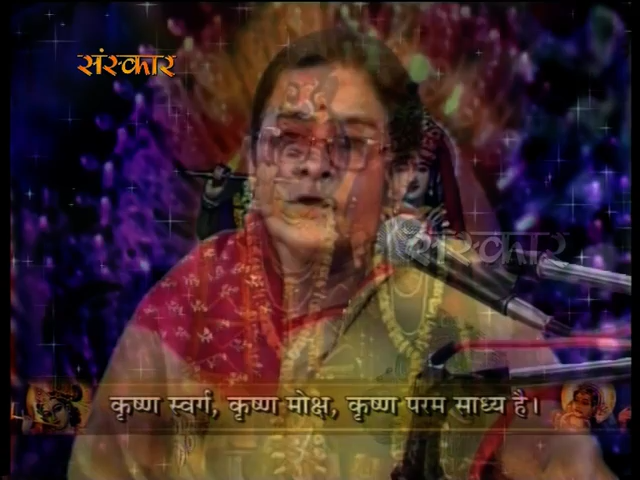 संस्कार
संस्कार
कृष्ण स्वर्ग, कृष्ण मोक्ष, कृष्ण परम साध्य है।